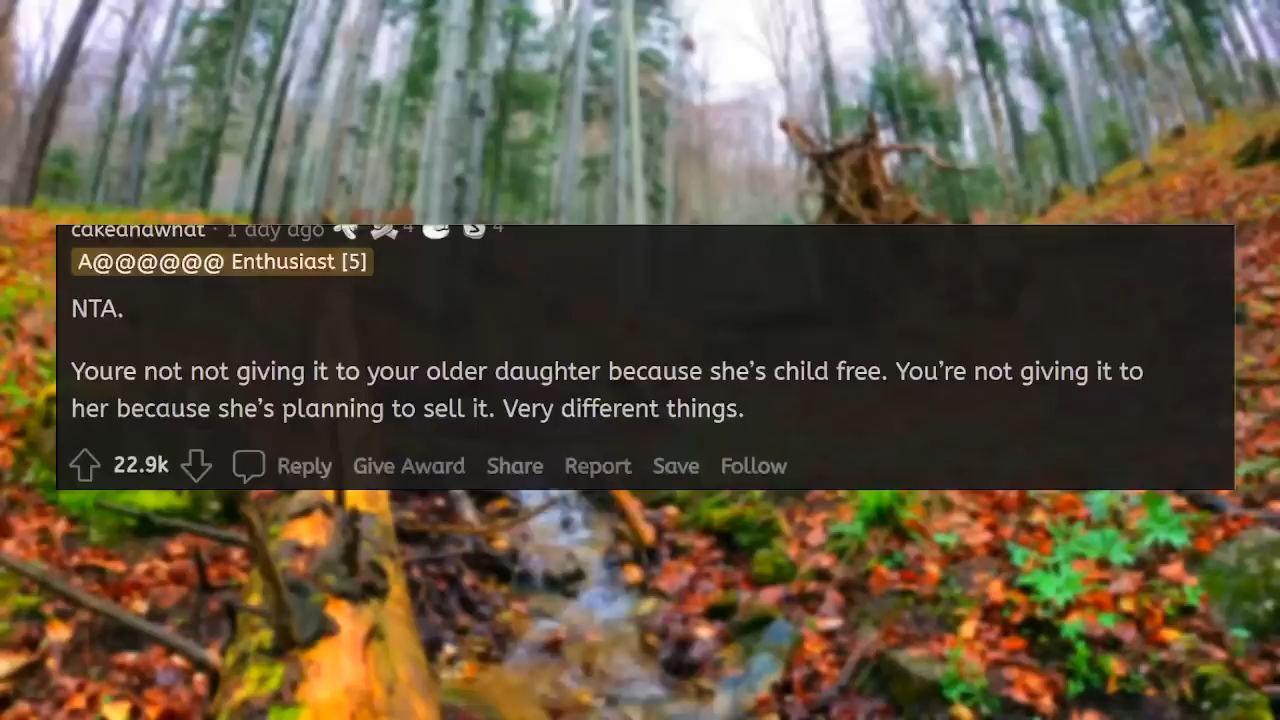 cakeandwhat · 1 day ago 4 4
A@@@@@@ Enthusiast [5]
NTA.
Youre not not giving it to your older daughter because she’s child free. You’re not giving it to
her because she’s planning to sell it. Very different things.
22.9k Reply Give Award Share Report Save Follow